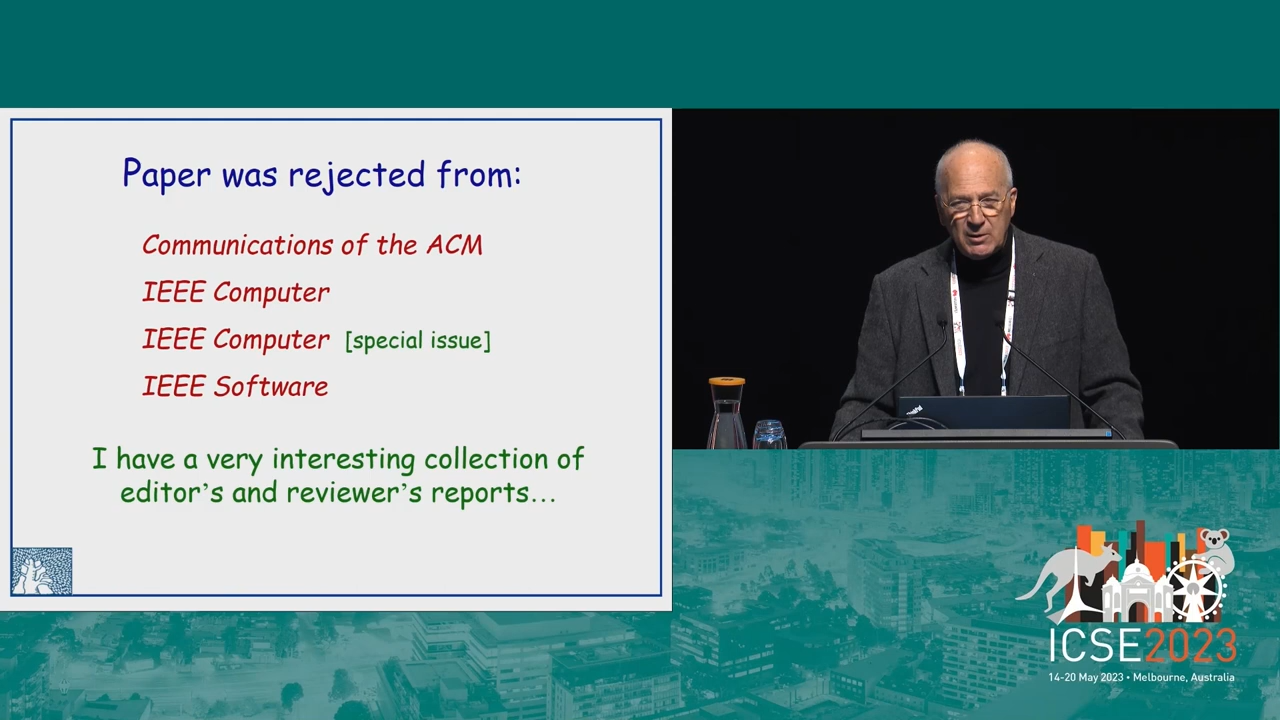 Paper was rejected from:
Communications of the ACM
IEEE Computer
IEEE Computer [special issue]
IEEE Software
I have a very interesting collection of
editor’s and reviewer’s reports...
ICSE2023
14-20 May 2023 • Melbourne, Australia